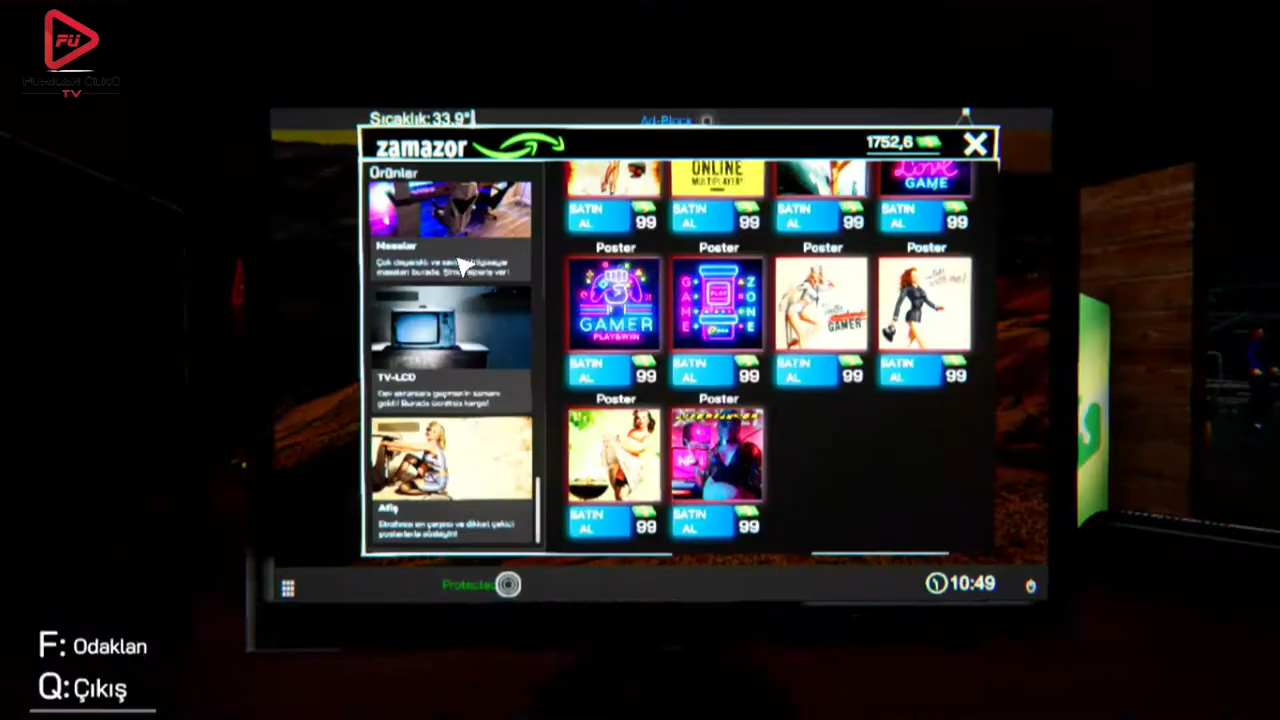 FU
TV
Sıcaklık: 33.9°
Ad-Block
zamazor
1752,6
Ürünler
ONLINE
MULTIPLAYER!
Love
GAME
SATIN AL 99
SATIN AL 99
SATIN AL 99
SATIN AL 99
Masalar
Poster
Poster
Poster
Poster
GAMER
PLAY&WIN
GAME
ZONE
GAMER
SATIN AL 99
SATIN AL 99
SATIN AL 99
SATIN AL 99
TV-LCD
Poster
Poster
Afiş
SATIN AL 99
SATIN AL 99
Protected
10:49
F: Odaklan
Q: Çıkış